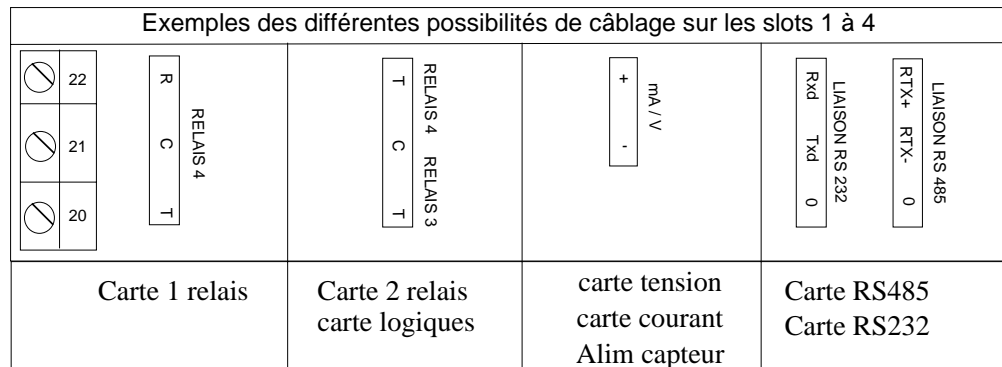 Exemples des différentes possibilités de câblage sur les slots 1 à 4
22
21
20
R C T
RELAIS 4
T C T
RELAIS 4 RELAIS 3
+ -
mA / V
Rxd Txd 0
LIAISON RS 232
RTX+ RTX- 0
LIAISON RS 485
Carte 1 relais
Carte 2 relais
carte logiques
carte tension
carte courant
Alim capteur
Carte RS485
Carte RS232